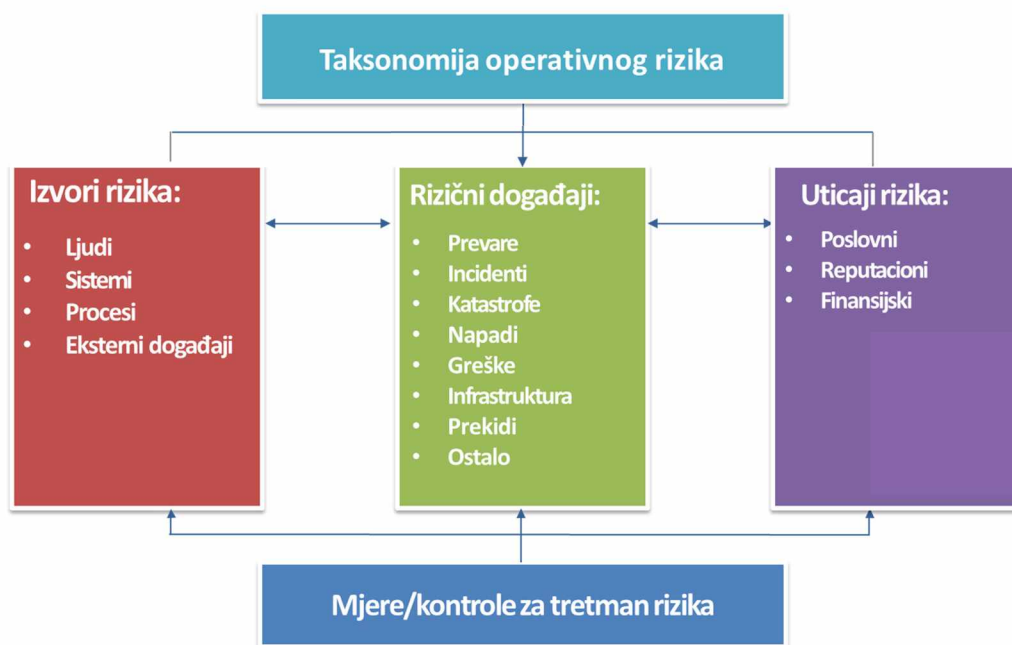 Taksonomija operativnog rizika
Izvori rizika:
• Ljudi
• Sistemi
• Procesi
• Eksterni događaji
Rizični događaji:
• Prevare
• Incidenti
• Katastrofe
• Napadi
• Greške
• Infrastruktura
• Prekidi
• Ostalo
Uticaji rizika:
• Poslovni
• Reputacioni
• Finansijski
Mjere/kontrole za tretman rizika